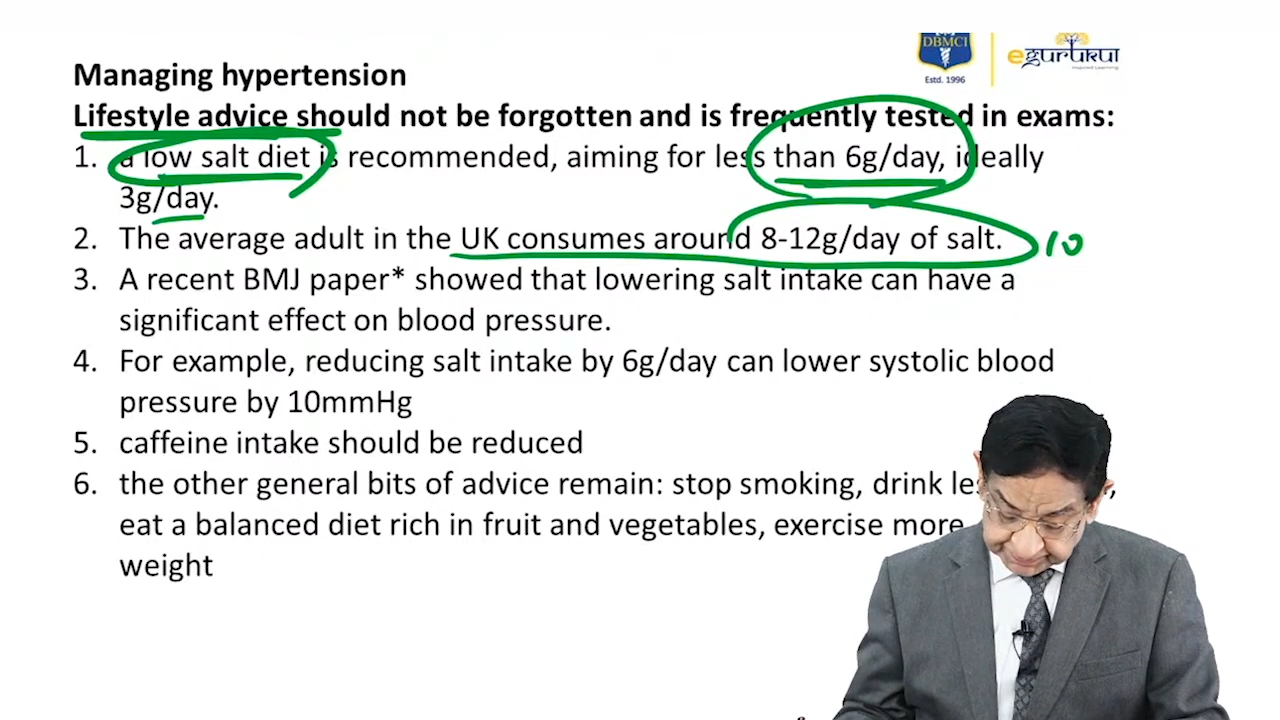 DBMCI
Estd. 1996
egurukul
Managing hypertension
Lifestyle advice should not be forgotten and is frequently tested in exams:
1. a low salt diet is recommended, aiming for less than 6g/day, ideally
3g/day.
2. The average adult in the UK consumes around 8-12g/day of salt. 10
3. A recent BMJ paper* showed that lowering salt intake can have a
significant effect on blood pressure.
4. For example, reducing salt intake by 6g/day can lower systolic blood
pressure by 10mmHg
5. caffeine intake should be reduced
6. the other general bits of advice remain: stop smoking, drink
eat a balanced diet rich in fruit and vegetables, exercise more
weight